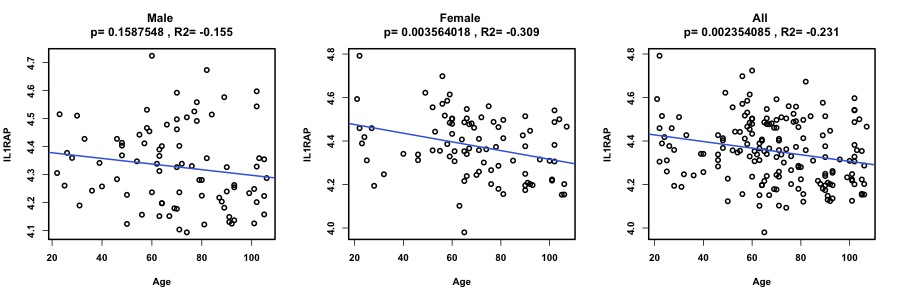 Male
p= 0.1587548 , R2= -0.155
IL1RAP
4.7
4.6
4.5
4.4
4.3
4.2
4.1
20 40 60 80 100
Age
Female
p= 0.003564018 , R2= -0.309
IL1RAP
4.8
4.6
4.4
4.2
4.0
20 40 60 80 100
Age
All
p= 0.002354085 , R2= -0.231
IL1RAP
4.8
4.6
4.4
4.2
4.0
20 40 60 80 100
Age